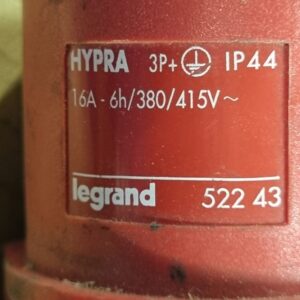 HYPRA 3P+⏚ IP44
16A - 6h/380/415V~
legrand 522 43